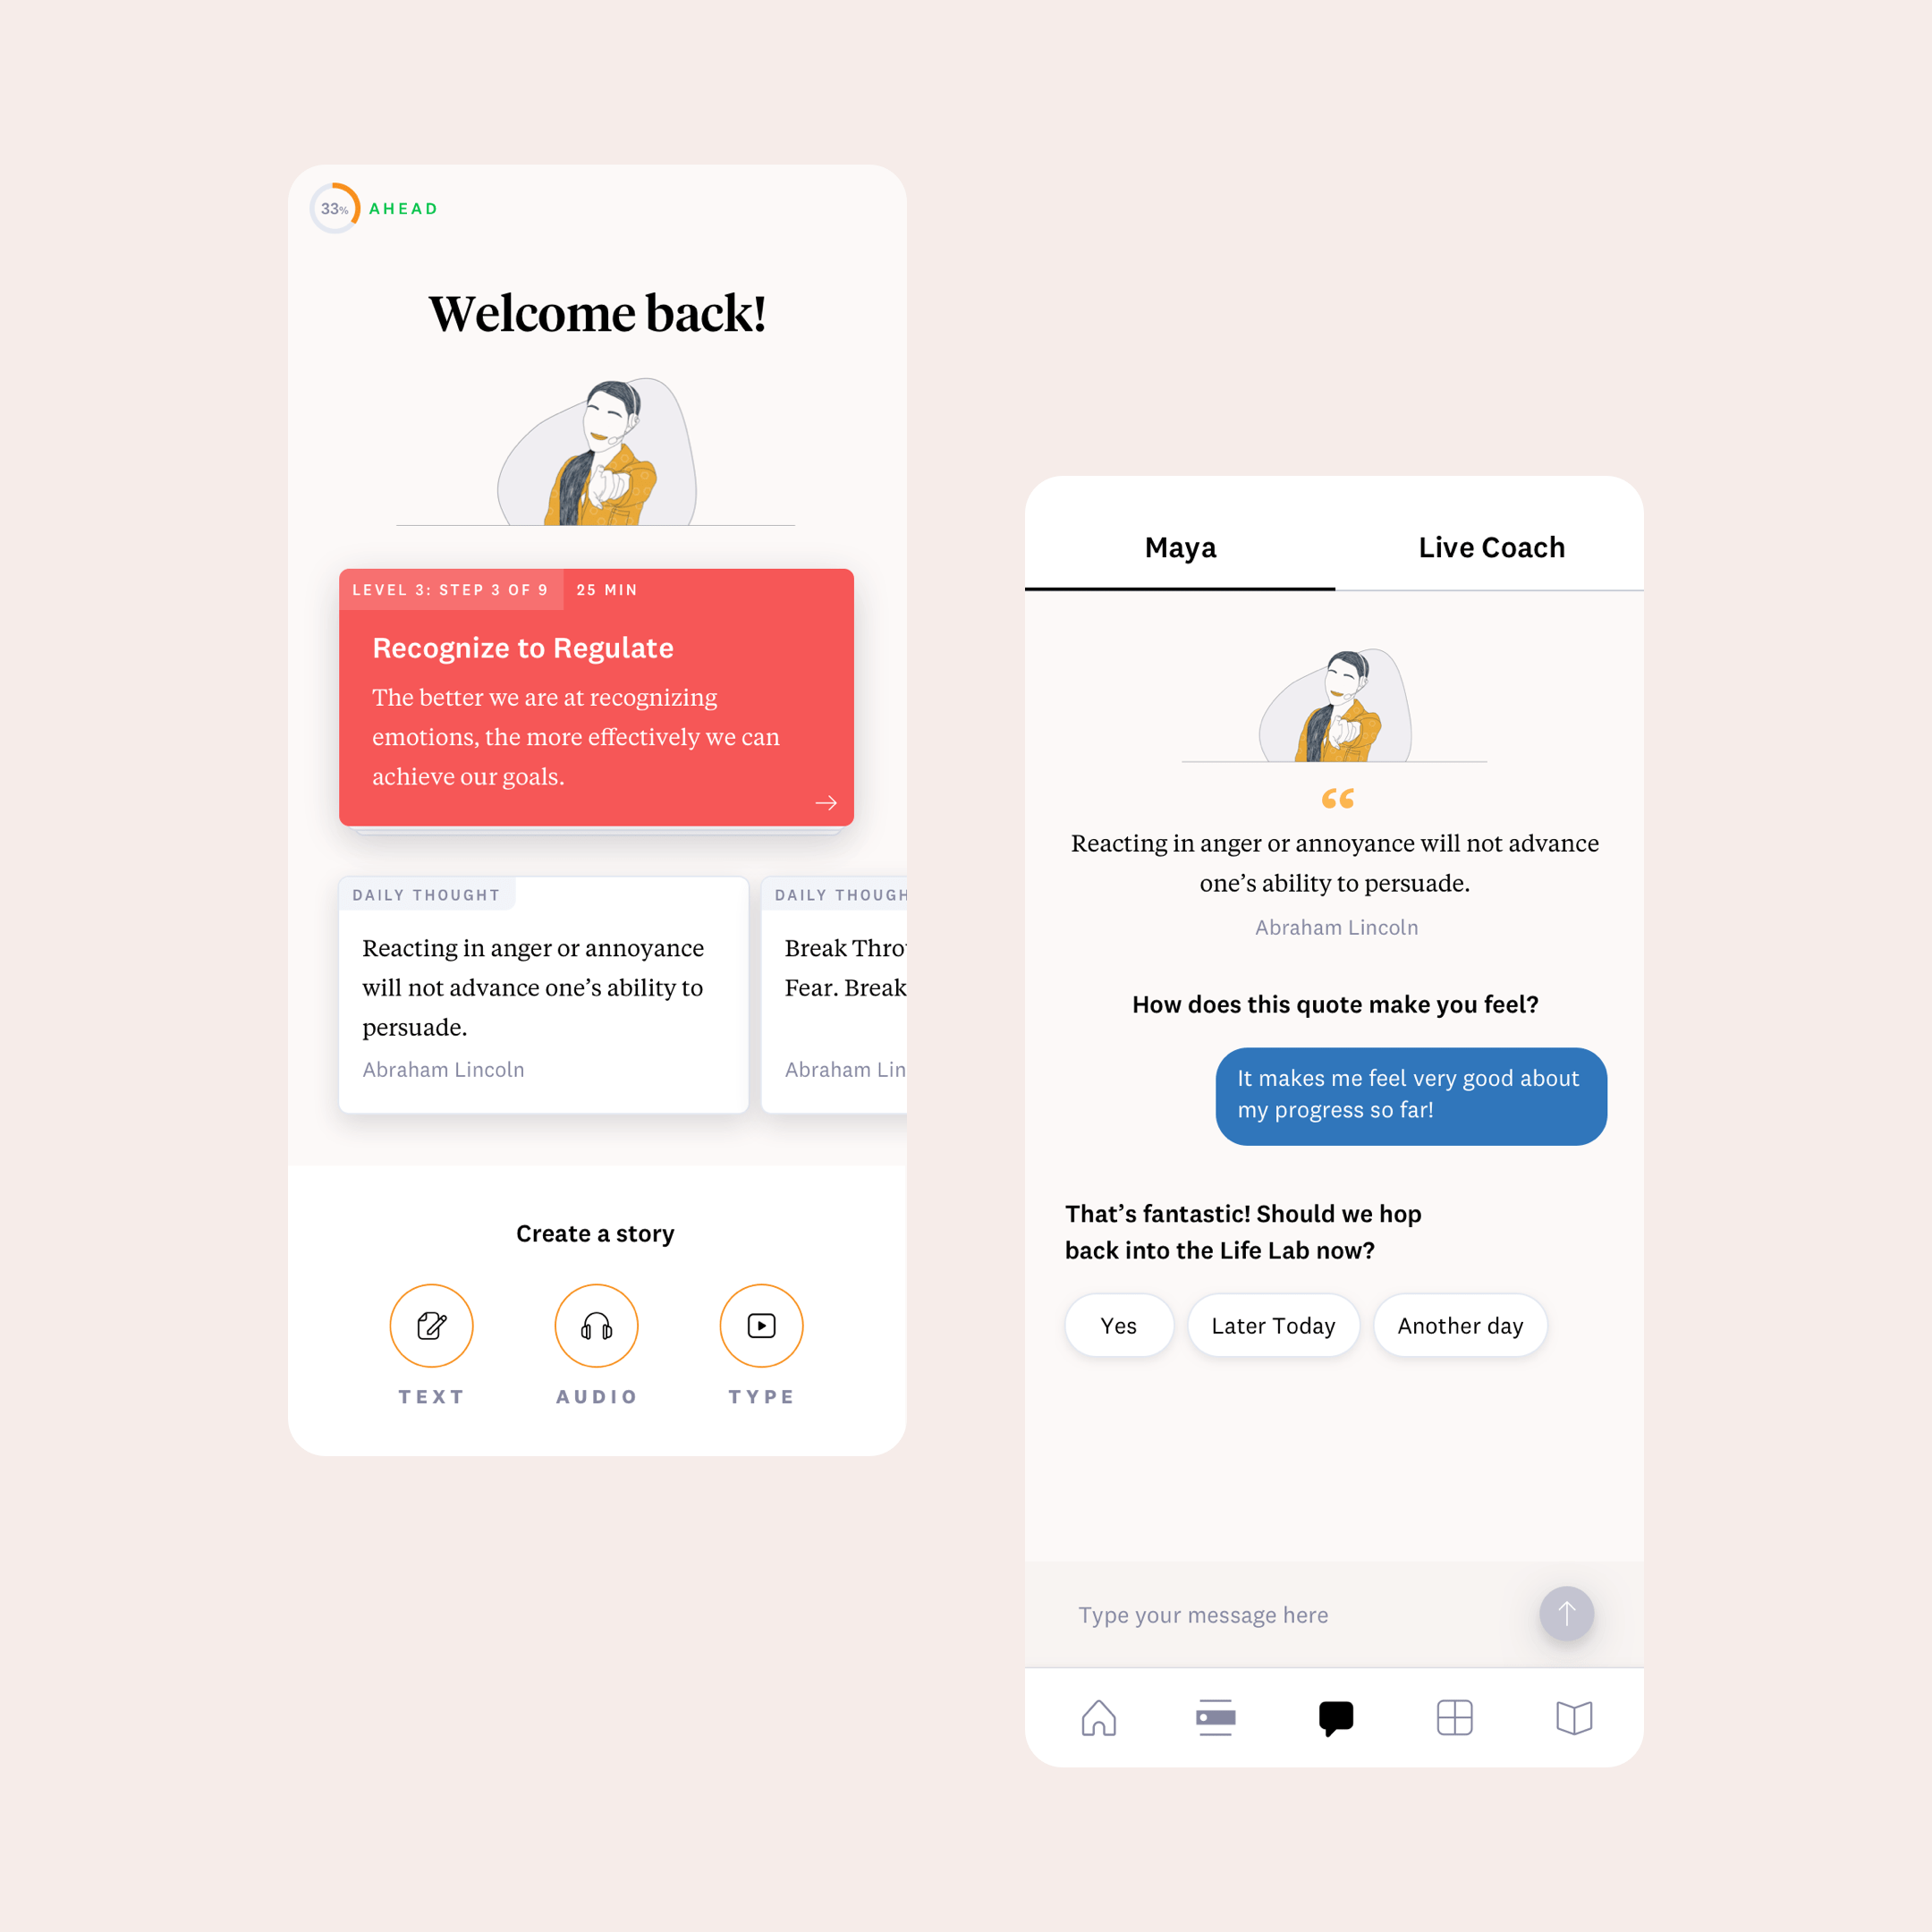 33%
AHEAD
Welcome back!
LEVEL 3: STEP 3 OF 9
25 MIN
Recognize to Regulate
The better we are at recognizing
emotions, the more effectively we can
achieve our goals.
DAILY THOUGHT
Reacting in anger or annoyance
will not advance one’s ability to
persuade.
Abraham Lincoln
DAILY THOUGH
Break Thro
Fear. Break
Abraham Lin
Create a story
TEXT
AUDIO
TYPE
Maya
Live Coach
“
Reacting in anger or annoyance will not advance
one’s ability to persuade.
Abraham Lincoln
How does this quote make you feel?
It makes me feel very good about
my progress so far!
That’s fantastic! Should we hop
back into the Life Lab now?
Yes
Later Today
Another day
Type your message here